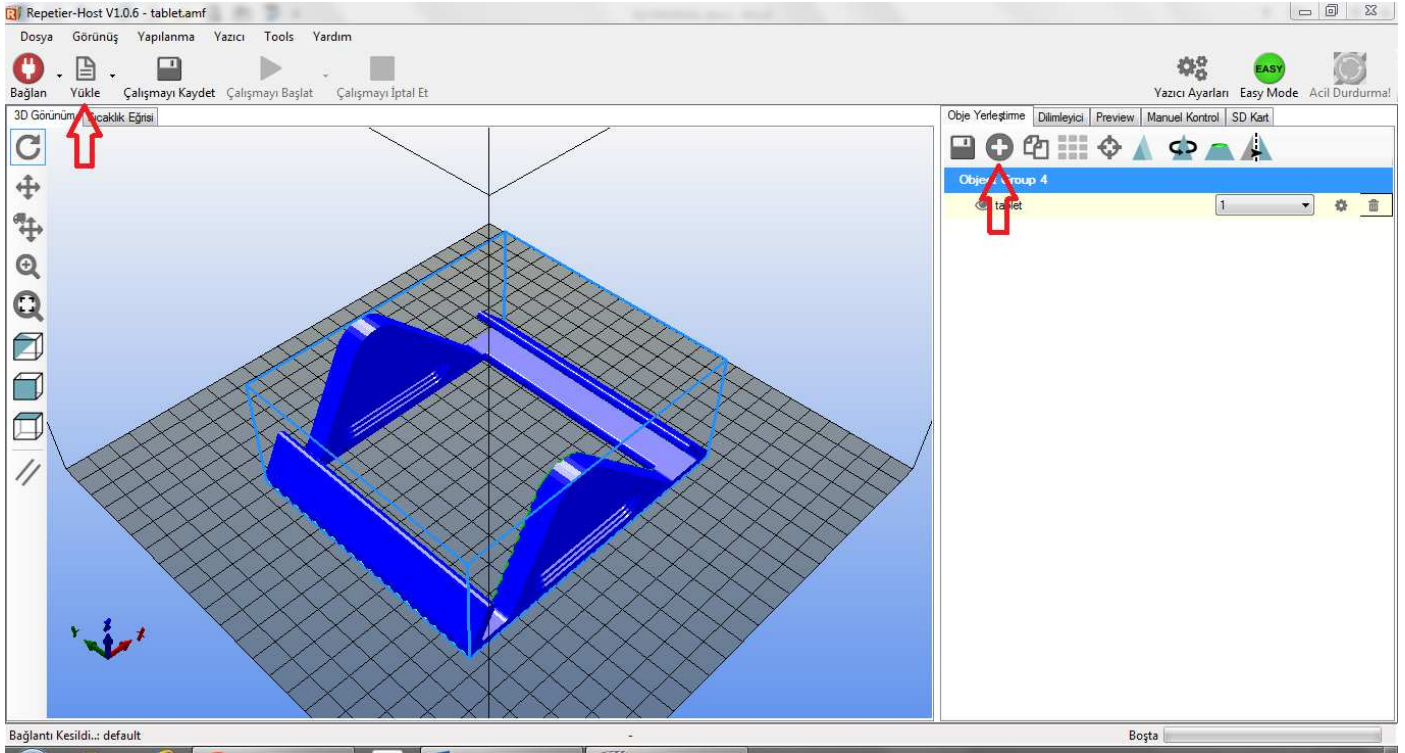 Repetier-Host V1.0.6 - tablet.amf
Dosya Görünüş Yapılanma Yazıcı Tools Yardım
EASY
Bağlan Yükle Çalışmayı Kaydet Çalışmayı Başlat Çalışmayı İptal Et Yazıcı Ayarları Easy Mode Acil Durdurma!
3D Görünüm Sıcaklık Eğrisi Obje Yerleştirme Dilimleyici Preview Manuel Kontrol SD Kart
Object Group 4
tablet 1
Y Z X
Bağlantı Kesildi..: default - Boşta